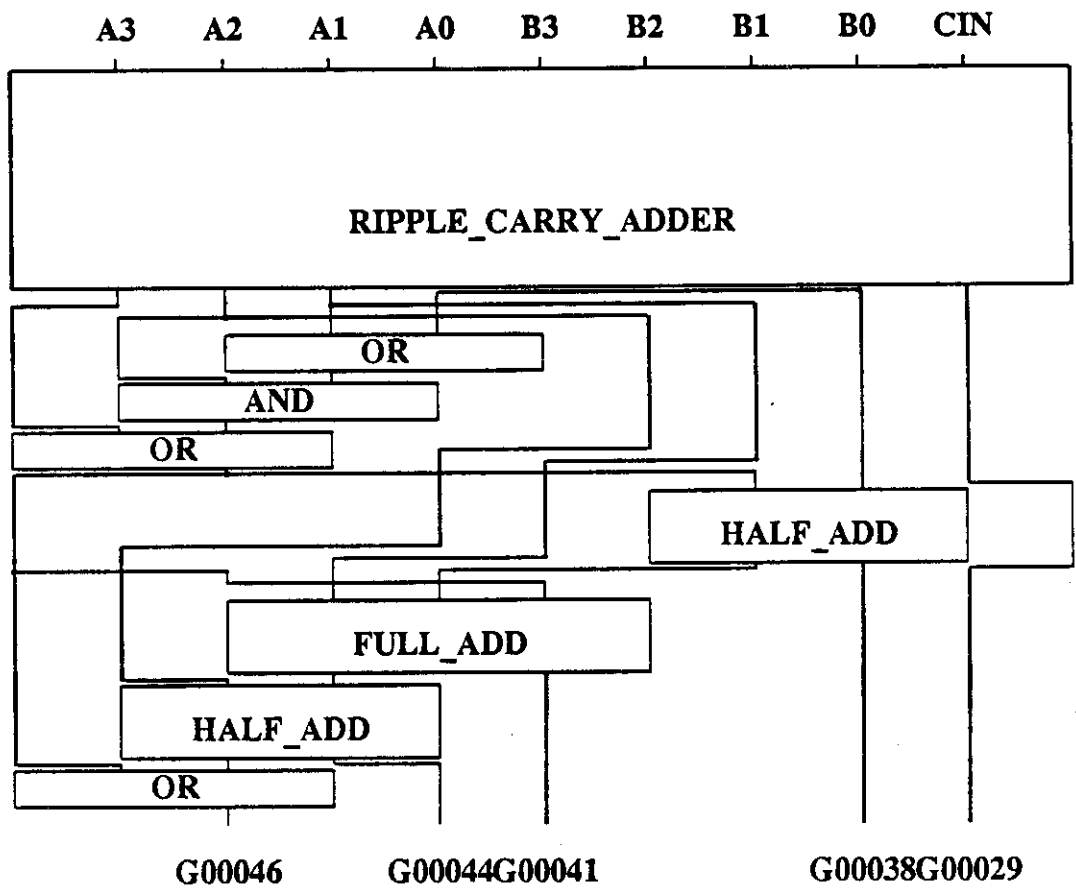 A3 A2 A1 A0 B3 B2 B1 B0 CIN
RIPPLE_CARRY_ADDER
OR
AND
OR
HALF_ADD
FULL_ADD
HALF_ADD
OR
G00046 G00044G00041 G00038G00029